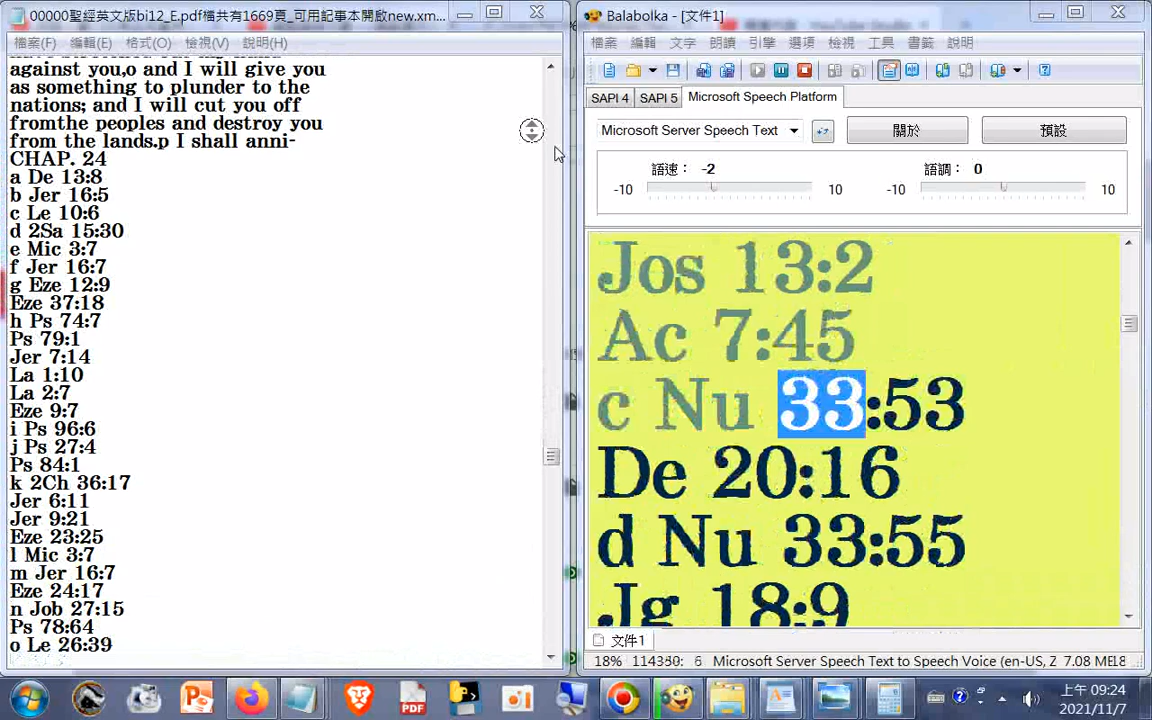 00000聖經英文版bi12_E.pdf檔共有1669頁_可用記事本開啟new.xm...
檔案(F) 編輯(E) 格式(O) 檢視(V) 說明(H)
against you,o and I will give you
as something to plunder to the
nations; and I will cut you off
fromthe peoples and destroy you
from the lands.p I shall anni-
CHAP. 24
a De 13:8
b Jer 16:5
c Le 10:6
d 2Sa 15:30
e Mic 3:7
f Jer 16:7
g Eze 12:9
Eze 37:18
h Ps 74:7
Ps 79:1
Jer 7:14
La 1:10
La 2:7
Eze 9:7
i Ps 96:6
j Ps 27:4
Ps 84:1
k 2Ch 36:17
Jer 6:11
Jer 9:21
Eze 23:25
l Mic 3:7
m Jer 16:7
Eze 24:17
n Job 27:15
Ps 78:64
o Le 26:39
Balabolka - [文件1]
檔案 編輯 文字 朗讀 引擎 選項 檢視 工具 書籤 說明
SAPI 4 SAPI 5 Microsoft Speech Platform
Microsoft Server Speech Text 關於 預設
語速: -2 語調: 0
-10 10 -10 10
Jos 13:2
Ac 7:45
c Nu 33:53
De 20:16
d Nu 33:55
Jg 18:9
文件1
18% 114380: 6 Microsoft Server Speech Text to Speech Voice (en-US, Z 7.08 MEL8
上午 09:24
2021/11/7